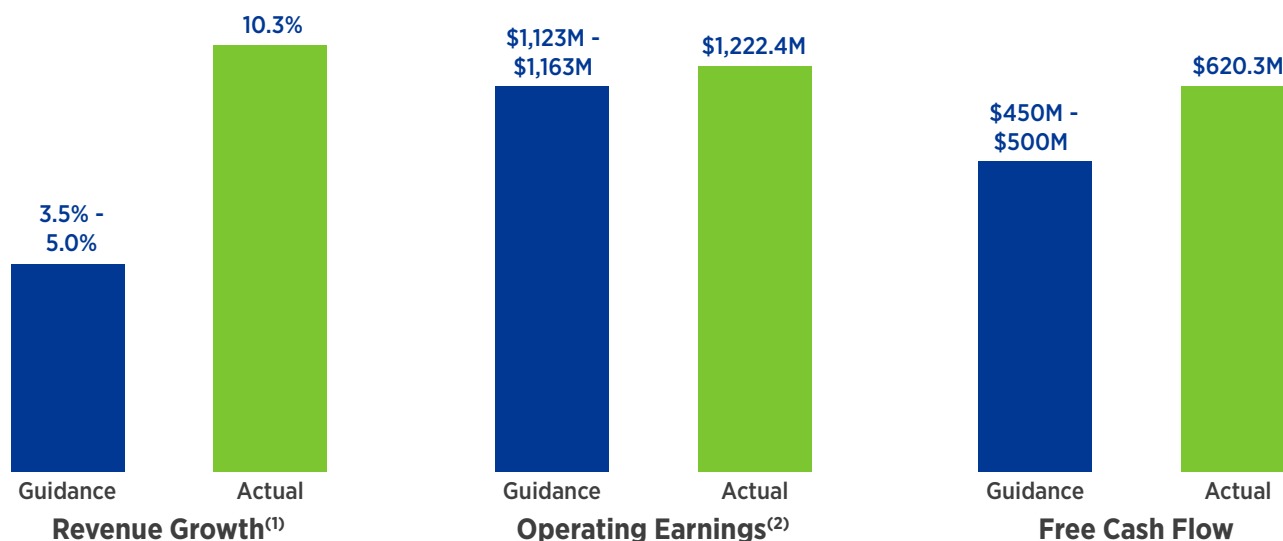 10.3%
3.5% -
5.0%
Guidance
Actual
Revenue Growth(1)
$1,123M -
$1,163M
$1,222.4M
Guidance
Actual
Operating Earnings(2)
$450M -
$500M
$620.3M
Guidance
Actual
Free Cash Flow